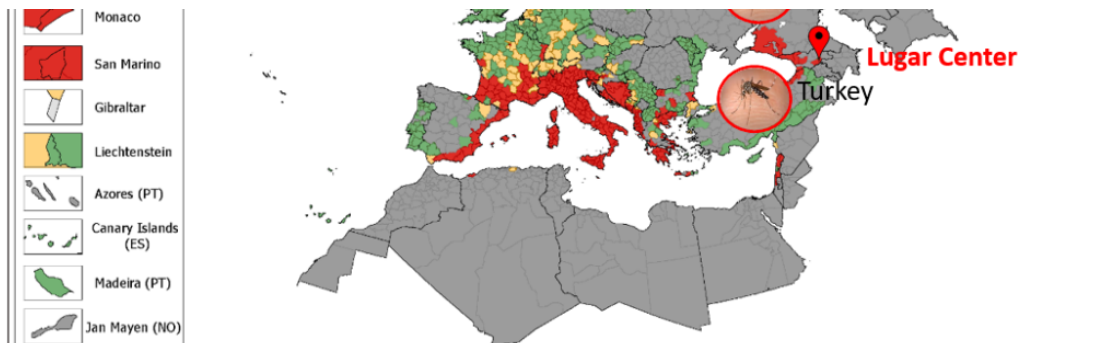 Monaco
San Marino
Gibraltar
Liechtenstein
Azores (PT)
Canary Islands
(ES)
Madeira (PT)
Jan Mayen (NO)
Lugar Center
Turkey